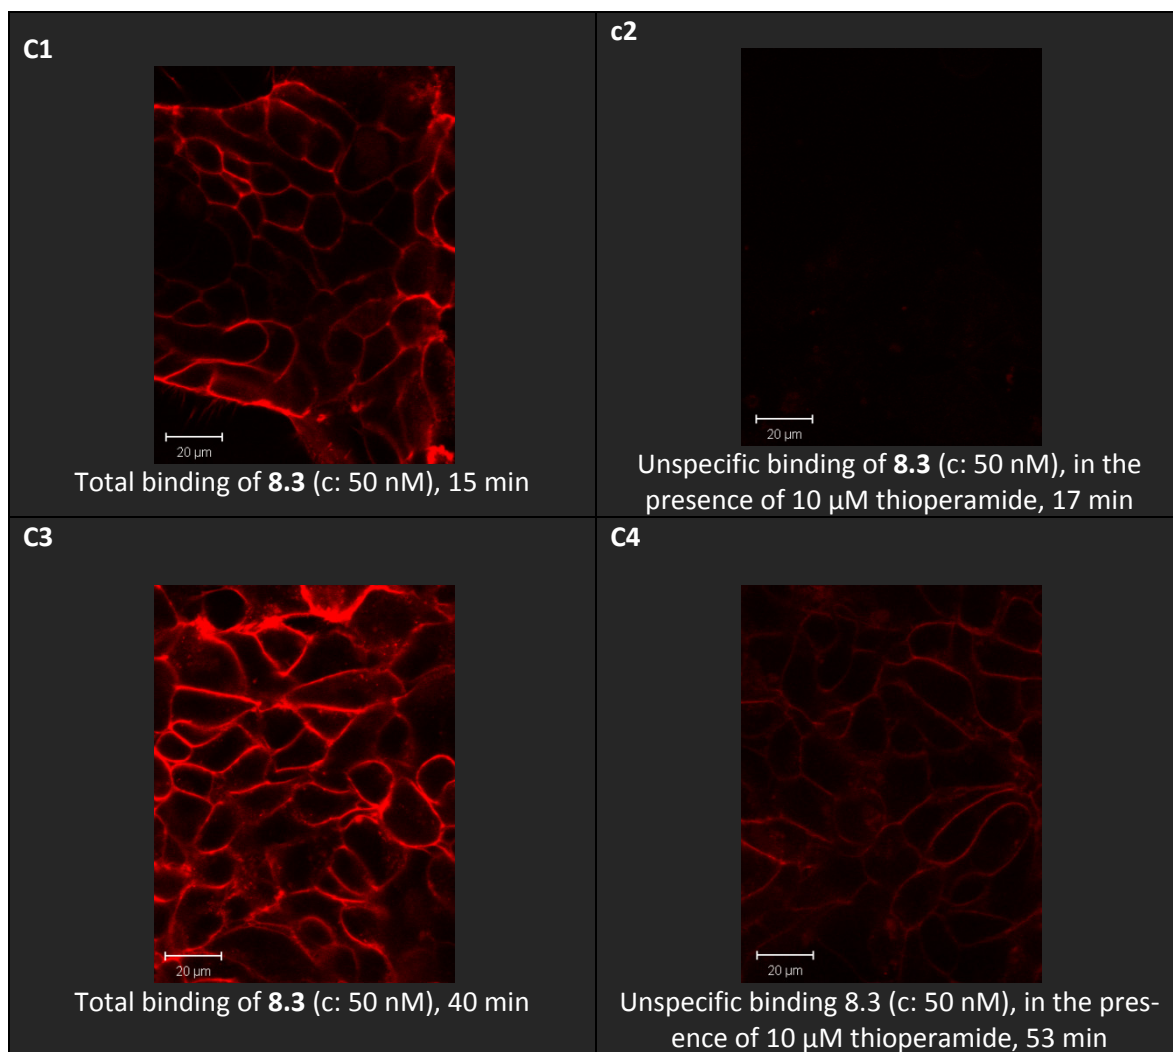 C1
20 µm
Total binding of 8.3 (c: 50 nM), 15 min
c2
20 µm
Unspecific binding of 8.3 (c: 50 nM), in the
presence of 10 µM thioperamide, 17 min
C3
20 µm
Total binding of 8.3 (c: 50 nM), 40 min
C4
20 µm
Unspecific binding 8.3 (c: 50 nM), in the pres-
ence of 10 µM thioperamide, 53 min